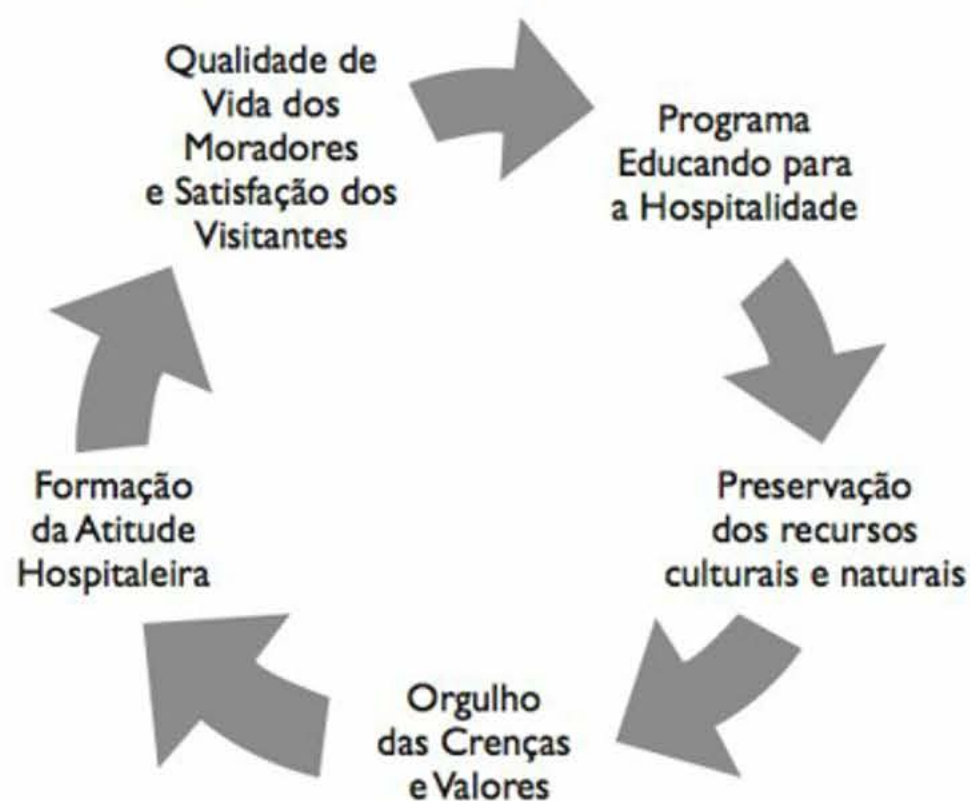 Qualidade de
Vida dos
Moradores
e Satisfação dos
Visitantes
Programa
Educando para
a Hospitalidade
Preservação
dos recursos
culturais e naturais
Orgulho
das Crenças
e Valores
Formação
da Atitude
Hospitaleira